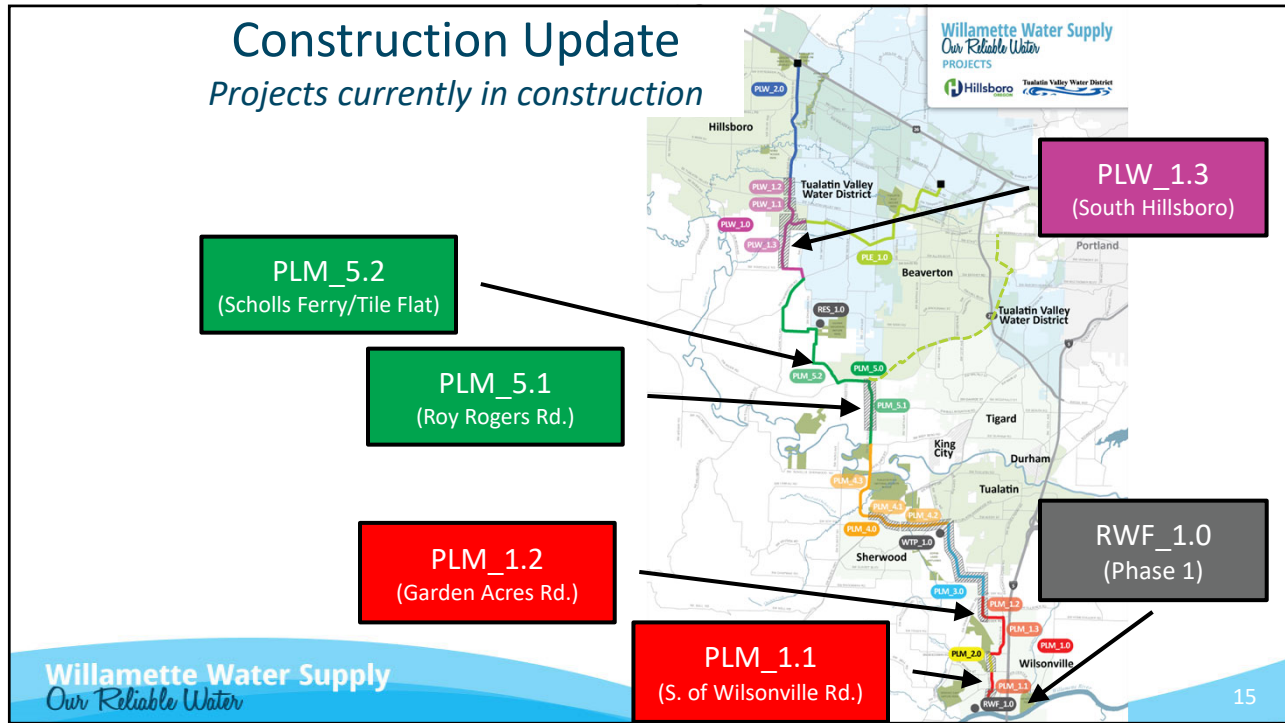 Construction Update
Projects currently in construction
Willamette Water Supply
Our Reliable Water
PROJECTS
Hillsboro
OREGON
Tualatin Valley Water District
PLW_2.0
Hillsboro
26
PLW_1.2
Tualatin Valley
Water District
PLW_1.1
PLW_1.0
PLW_1.3
PLE_1.0
Beaverton
Portland
PLW_1.3
(South Hillsboro)
PLM_5.2
(Scholls Ferry/Tile Flat)
RES_1.0
Tualatin Valley
Water District
PLM_5.2
PLM_5.0
PLM_5.1
PLM_5.1
(Roy Rogers Rd.)
Tigard
King
City
Durham
Tualatin
PLM_4.3
PLM_4.1
PLM_4.2
PLM_4.0
WTP_1.0
Sherwood
RWF_1.0
(Phase 1)
PLM_1.2
(Garden Acres Rd.)
PLM_3.0
PLM_1.2
PLM_1.3
PLM_1.0
PLM_2.0
Wilsonville
PLM_1.1
RWF_1.0
PLM_1.1
(S. of Wilsonville Rd.)
Willamette Water Supply
Our Reliable Water
15